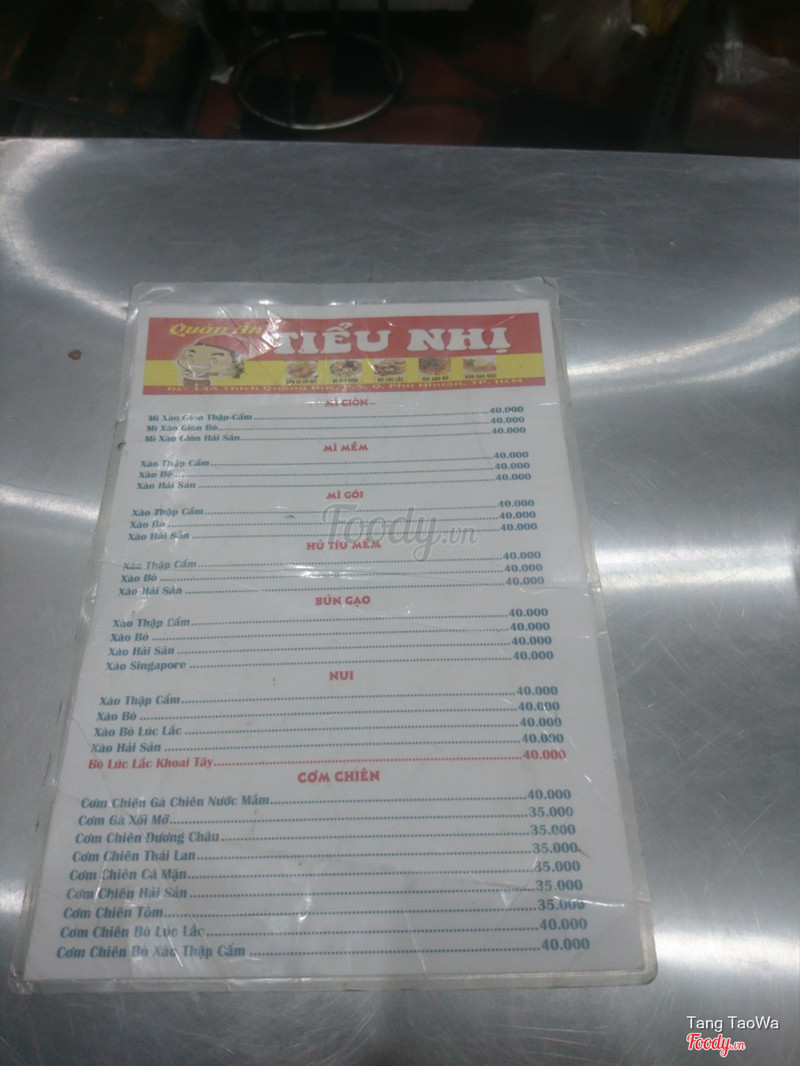 Quán Ăn
TIỂU NHỊ
Q. Phú Nhuận, TP. HCM
MÌ GIÒN
Mì Xào Giòn Thập Cẩm 40.000
Mì Xào Giòn Bò 40.000
Mì Xào Giòn Hải Sản 40.000
MÌ MỀM
Xào Thập Cẩm 40.000
Xào Bò 40.000
Xào Hải Sản 40.000
MÌ GÓI
Xào Thập Cẩm 40.000
Xào Bò 40.000
Xào Hải Sản 40.000
Foody.vn
HỦ TÍU MỀM
Xào Thập Cẩm 40.000
Xào Bò 40.000
Xào Hải Sản 40.000
BÚN GẠO
Xào Thập Cẩm 40.000
Xào Bò 40.000
Xào Hải Sản 40.000
Xào Singapore 40.000
NUI
Xào Thập Cẩm 40.000
Xào Bò 40.000
Xào Bò Lúc Lắc 40.000
Xào Hải Sản 40.000
Bò Lúc Lắc Khoai Tây 40.000
CƠM CHIÊN
Cơm Chiên Gà Chiên Nước Mắm 40.000
Cơm Gà Xối Mỡ 35.000
Cơm Chiên Dương Châu 35.000
Cơm Chiên Thái Lan 35.000
Cơm Chiên Cá Mặn 35.000
Cơm Chiên Hải Sản 35.000
Cơm Chiên Tôm 35.000
Cơm Chiên Bò Lúc Lắc 40.000
Cơm Chiên Bò Xào Thập Cẩm 40.000
Tang TaoWa
Foody.vn